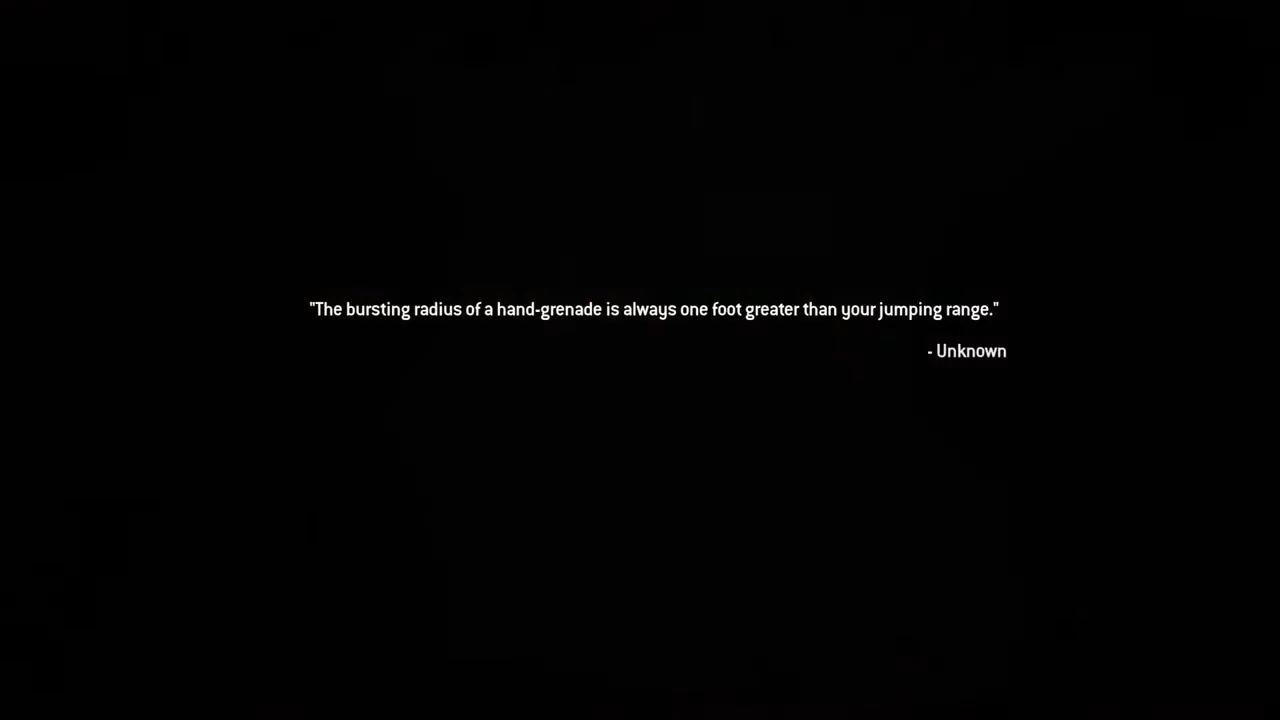 "The bursting radius of a hand-grenade is always one foot greater than your jumping range."
- Unknown